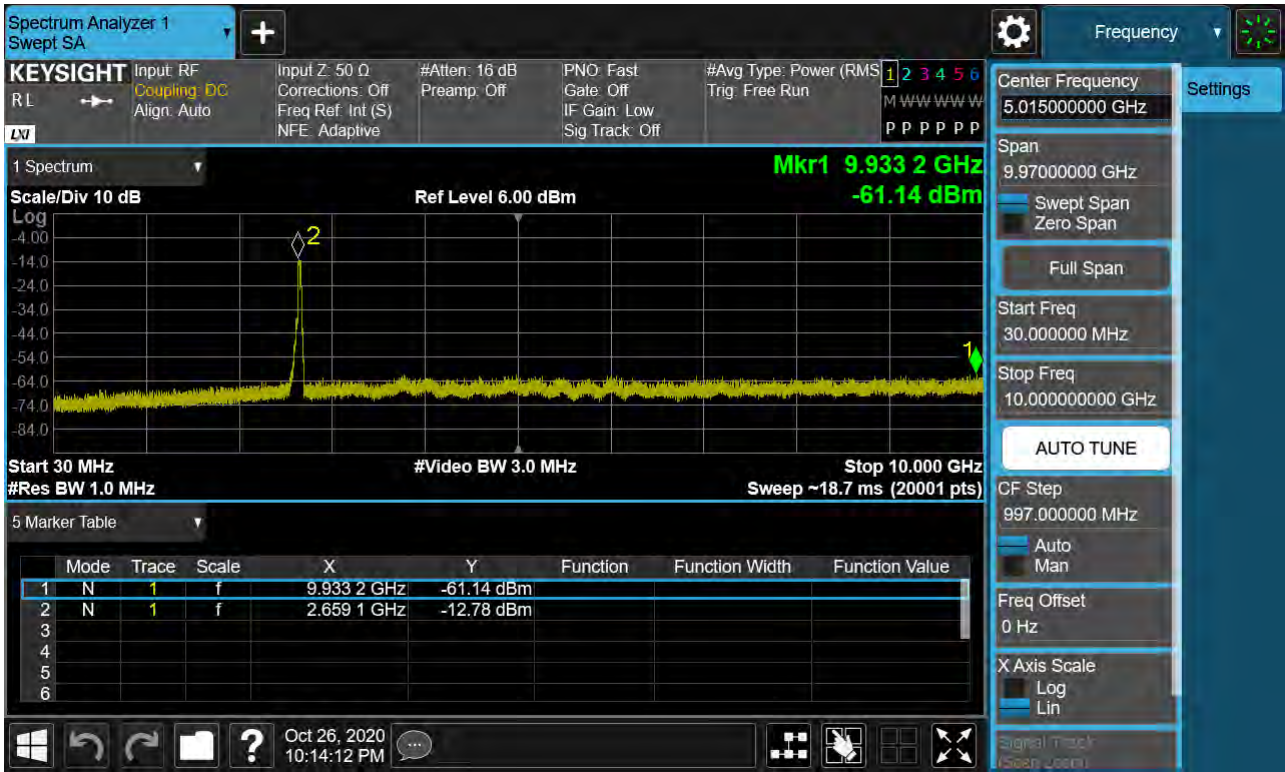 Spectrum Analyzer 1
Swept SA
+
Frequency
KEYSIGHT
RL
LXI
Input: RF
Coupling: DC
Align: Auto
Input Z: 50 Ω
Corrections: Off
Freq Ref: Int (S)
NFE: Adaptive
#Atten: 16 dB
Preamp: Off
PNO: Fast
Gate: Off
IF Gain: Low
Sig Track: Off
#Avg Type: Power (RMS
Trig: Free Run
1 2 3 4 5 6
M W W W W W
P P P P P P
Center Frequency
5.015000000 GHz
Settings
Span
9.97000000 GHz
Swept Span
Zero Span
Full Span
Start Freq
30.000000 MHz
Stop Freq
10.000000000 GHz
AUTO TUNE
CF Step
997.000000 MHz
Auto
Man
Freq Offset
0 Hz
X Axis Scale
Log
Lin
Signal Track
(Span Zoom)
1 Spectrum
Mkr1 9.933 2 GHz
Scale/Div 10 dB
Ref Level 6.00 dBm
-61.14 dBm
Log
-4.00
-14.0
-24.0
-34.0
-44.0
-54.0
-64.0
-74.0
-84.0
2
1
Start 30 MHz
#Video BW 3.0 MHz
Stop 10.000 GHz
#Res BW 1.0 MHz
Sweep ~18.7 ms (20001 pts)
5 Marker Table
Mode Trace Scale X Y Function Function Width Function Value
1 N 1 f 9.933 2 GHz -61.14 dBm
2 N 1 f 2.659 1 GHz -12.78 dBm
3
4
5
6
?
Oct 26, 2020
10:14:12 PM